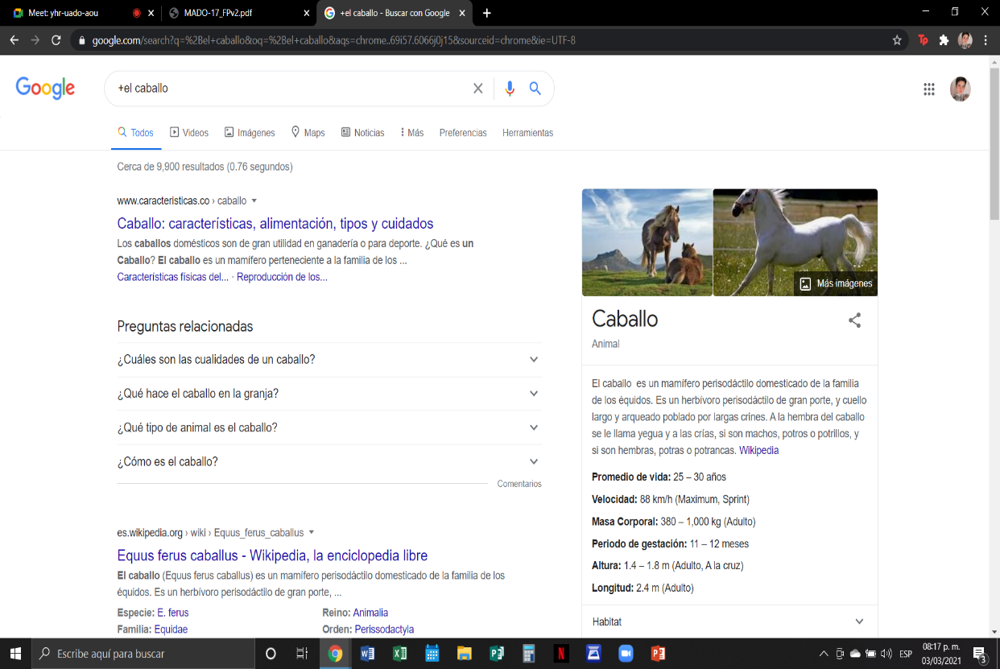 Meet: yhr-uado-aou
MADO-17_FPv2.pdf
+el caballo - Buscar con Google
google.com/search?q=%2Bel+caballo&oq=%2Bel+caballo&aqs=chrome..69i57.6066j0j15&sourceid=chrome&ie=UTF-8
Google
+el caballo
Todos
Videos
Imágenes
Maps
Noticias
Más
Preferencias
Herramientas
Cerca de 9,900 resultados (0.76 segundos)
www.caracteristicas.co › caballo
Caballo: características, alimentación, tipos y cuidados
Los caballos domésticos son de gran utilidad en ganadería o para deporte. ¿Qué es un
Caballo? El caballo es un mamífero perteneciente a la familia de los ...
Características físicas del... · Reproducción de los...
Preguntas relacionadas
¿Cuáles son las cualidades de un caballo?
¿Qué hace el caballo en la granja?
¿Qué tipo de animal es el caballo?
¿Cómo es el caballo?
Comentarios
es.wikipedia.org › wiki › Equus_ferus_caballus
Equus ferus caballus - Wikipedia, la enciclopedia libre
El caballo (Equus ferus caballus) es un mamífero perisodáctilo domesticado de la familia de los
équidos. Es un herbívoro perisodáctilo de gran porte, ...
Especie: E. ferus
Reino: Animalia
Familia: Equidae
Orden: Perissodactyla
Más imágenes
Caballo
Animal
El caballo es un mamífero perisodáctilo domesticado de la familia
de los équidos. Es un herbívoro perisodáctilo de gran porte, y cuello
largo y arqueado poblado por largas crines. A la hembra del caballo
se le llama yegua y a las crías, si son machos, potros o potrillos, y
si son hembras, potras o potrancas. Wikipedia
Promedio de vida: 25 – 30 años
Velocidad: 88 km/h (Maximum, Sprint)
Masa Corporal: 380 – 1,000 kg (Adulto)
Periodo de gestación: 11 – 12 meses
Altura: 1.4 – 1.8 m (Adulto, A la cruz)
Longitud: 2.4 m (Adulto)
Habitat
Escribe aquí para buscar
ESP
08:17 p. m.
03/03/2021
3